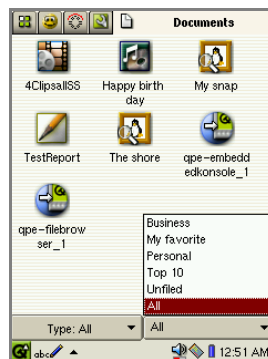 Documents
4ClipsallSS
Happy birth
day
My snap
TestReport
The shore
qpe-embedd
edkonsole_1
qpe-filebrow
ser_1
Business
My favorite
Personal
Top 10
Unfiled
All
Type: All
All
abc
12:51 AM